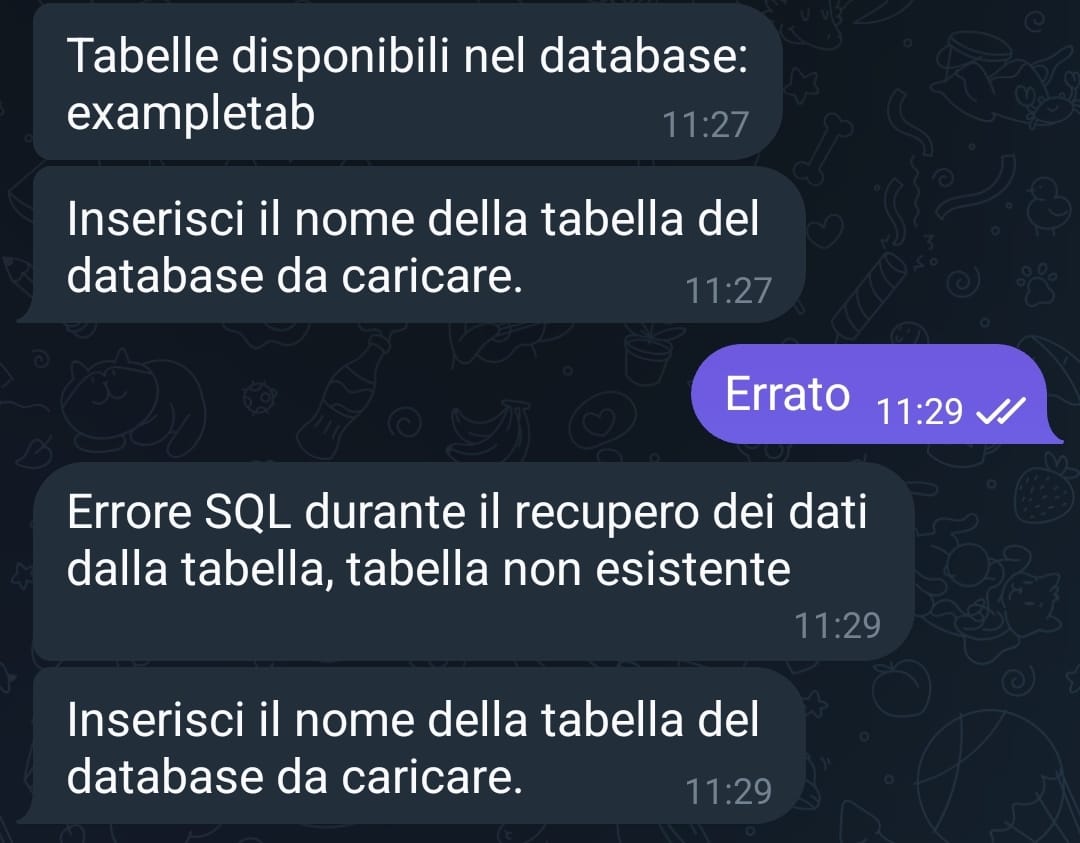 Tabelle disponibili nel database:
exampletab
11:27
Inserisci il nome della tabella del
database da caricare.
11:27
Errato
11:29
Errore SQL durante il recupero dei dati
dalla tabella, tabella non esistente
11:29
Inserisci il nome della tabella del
database da caricare.
11:29